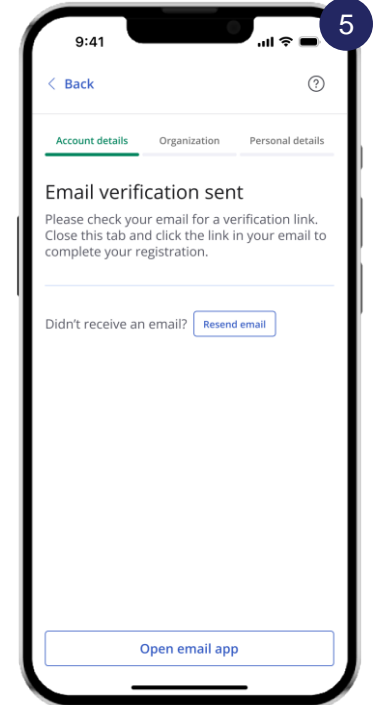 5
9:41
Back
?
Account details Organization Personal details
Email verification sent
Please check your email for a verification link.
Close this tab and click the link in your email to
complete your registration.
Didn't receive an email? Resend email
Open email app